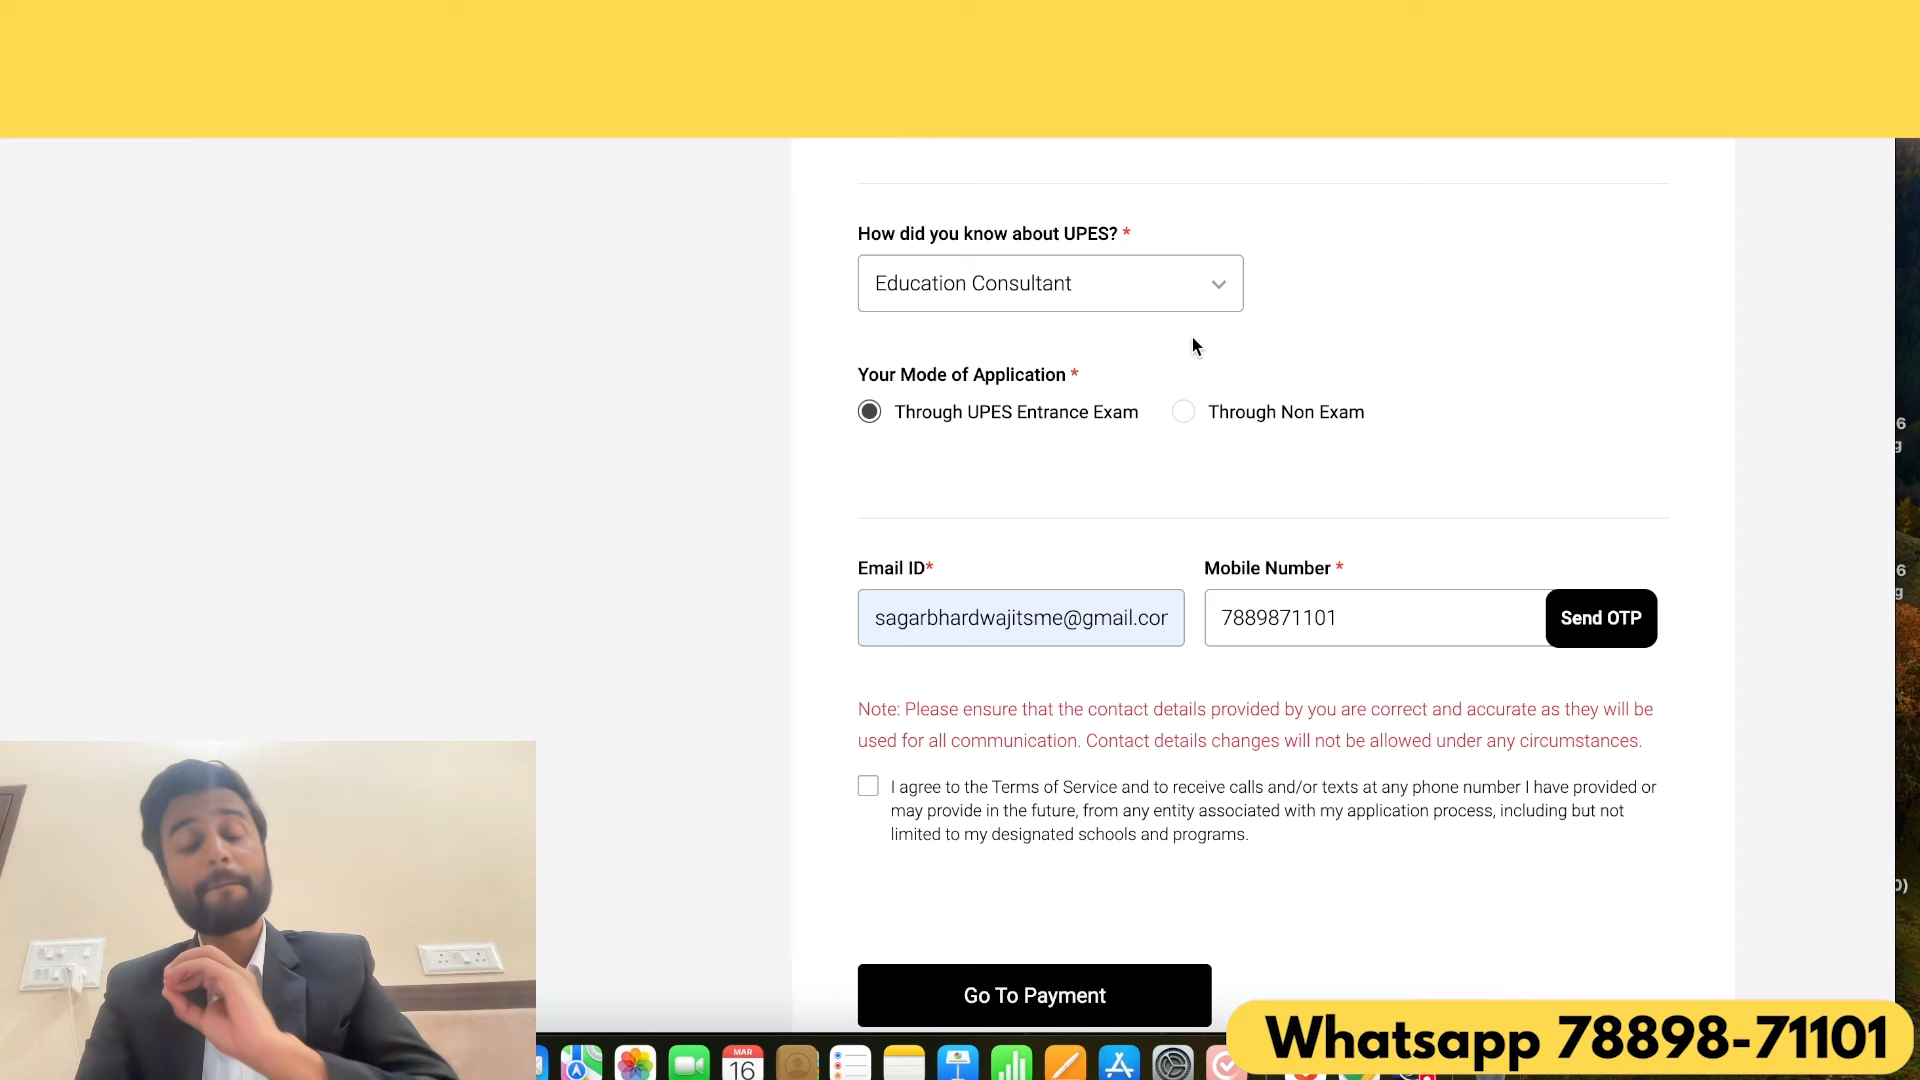 How did you know about UPES? *
Education Consultant
Your Mode of Application *
Through UPES Entrance Exam
Through Non Exam
Email ID*
Mobile Number *
sagarbhardwajitsme@gmail.cor
7889871101
Send OTP
Note: Please ensure that the contact details provided by you are correct and accurate as they will be
used for all communication. Contact details changes will not be allowed under any circumstances.
I agree to the Terms of Service and to receive calls and/or texts at any phone number I have provided or
may provide in the future, from any entity associated with my application process, including but not
limited to my designated schools and programs.
Go To Payment
Whatsapp 78898-71101
MAR
16